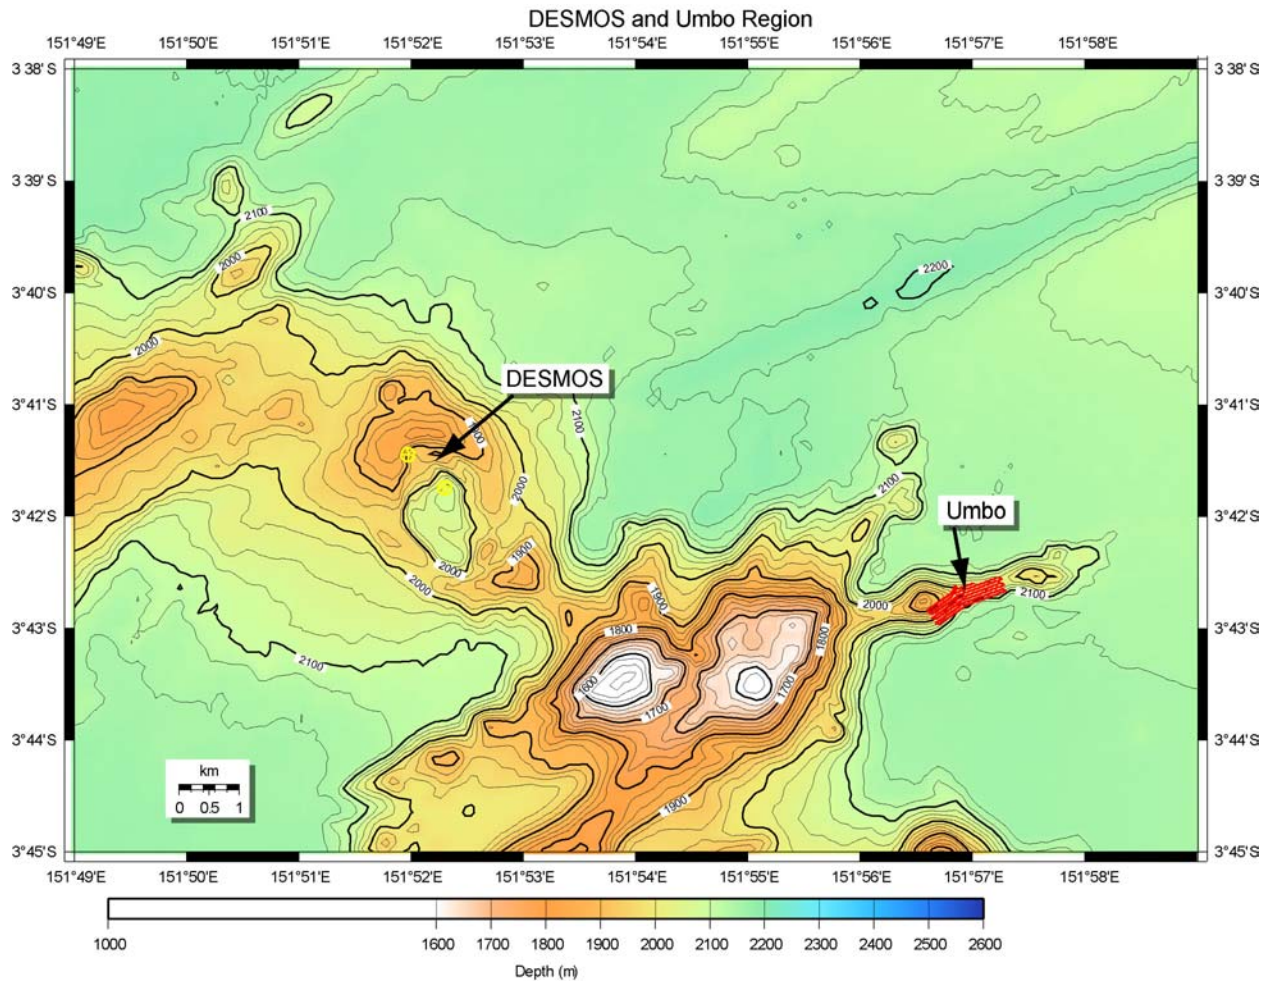 DESMOS and Umbo Region
151°49'E 151°50'E 151°51'E 151°52'E 151°53'E 151°54'E 151°55'E 151°56'E 151°57'E 151°58'E
3 38' S 3 38' S
3 39' S 3 39' S
2100
2000
2200
3°40'S 3°40'S
2000
DESMOS
3°41'S 3°41'S
2100
2000
2100
3°42'S Umbo 3°42'S
1900
2000
2000
1900
2000
2100
3°43'S 3°43'S
1800
1800
2100
1600
1700
1700
3°44'S 3°44'S
km
0 0.5 1
1900
3°45'S 3°45'S
151°49'E 151°50'E 151°51'E 151°52'E 151°53'E 151°54'E 151°55'E 151°56'E 151°57'E 151°58'E
1000 1600 1700 1800 1900 2000 2100 2200 2300 2400 2500 2600
Depth (m)